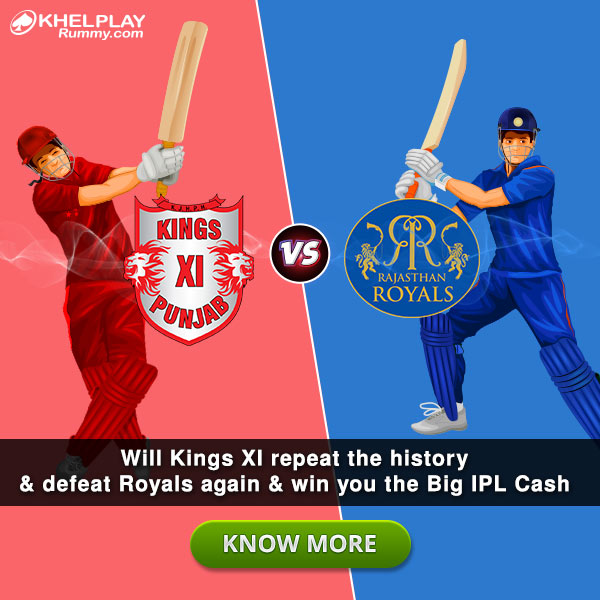 KHELPLAY
Rummy.com
K.J.H.P.H.
KINGS
XI
PUNJAB
VS
RR
RAJASTHAN
ROYALS
Will Kings XI repeat the history
& defeat Royals again & win you the Big IPL Cash
KNOW MORE